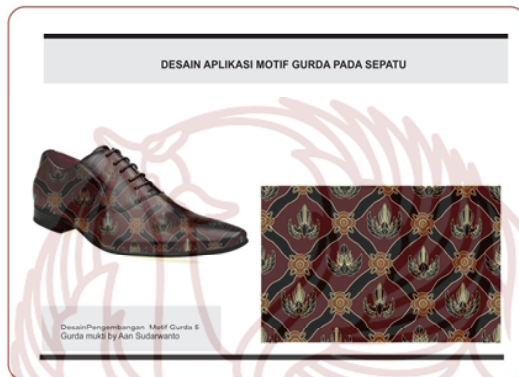 DESAIN APLIKASI MOTIF GURDA PADA SEPATU
DesainPengembangan Motif Gurda 6
Gurda mukti by Aan Sudarwanto